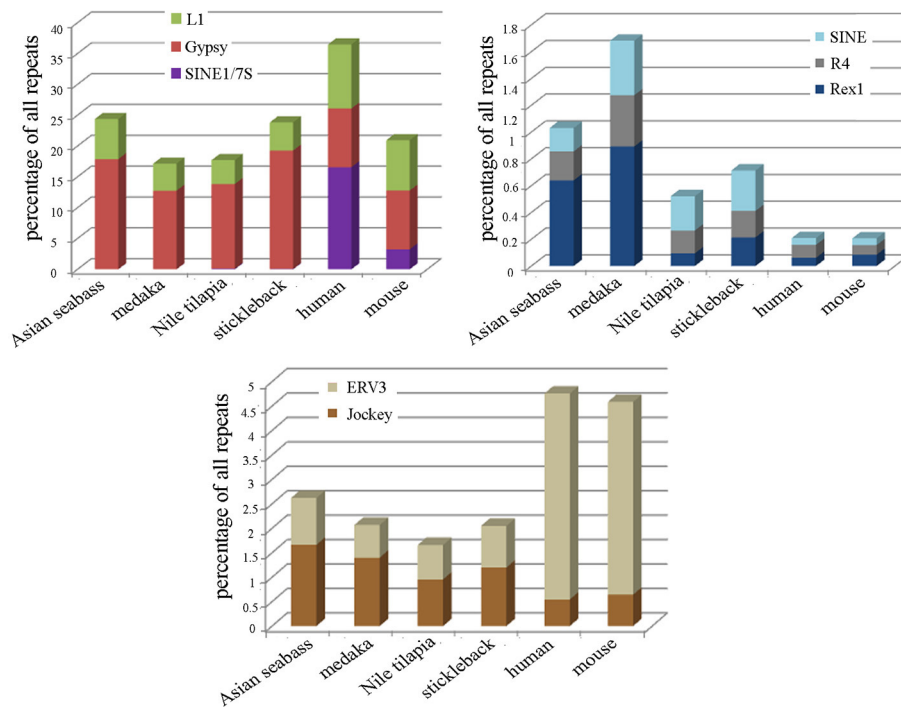 percentage of all repeats
40
35
30
25
20
15
10
5
0
L1
Gypsy
SINE1/7S
Asian seabass
medaka
Nile tilapia
stickleback
human
mouse
percentage of all repeats
1.8
1.6
1.4
1.2
1
0.8
0.6
0.4
0.2
0
SINE
R4
Rex1
Asian seabass
medaka
Nile tilapia
stickleback
human
mouse
percentage of all repeats
5
4.5
4
3.5
3
2.5
2
1.5
1
0.5
0
ERV3
Jockey
Asian seabass
medaka
Nile tilapia
stickleback
human
mouse